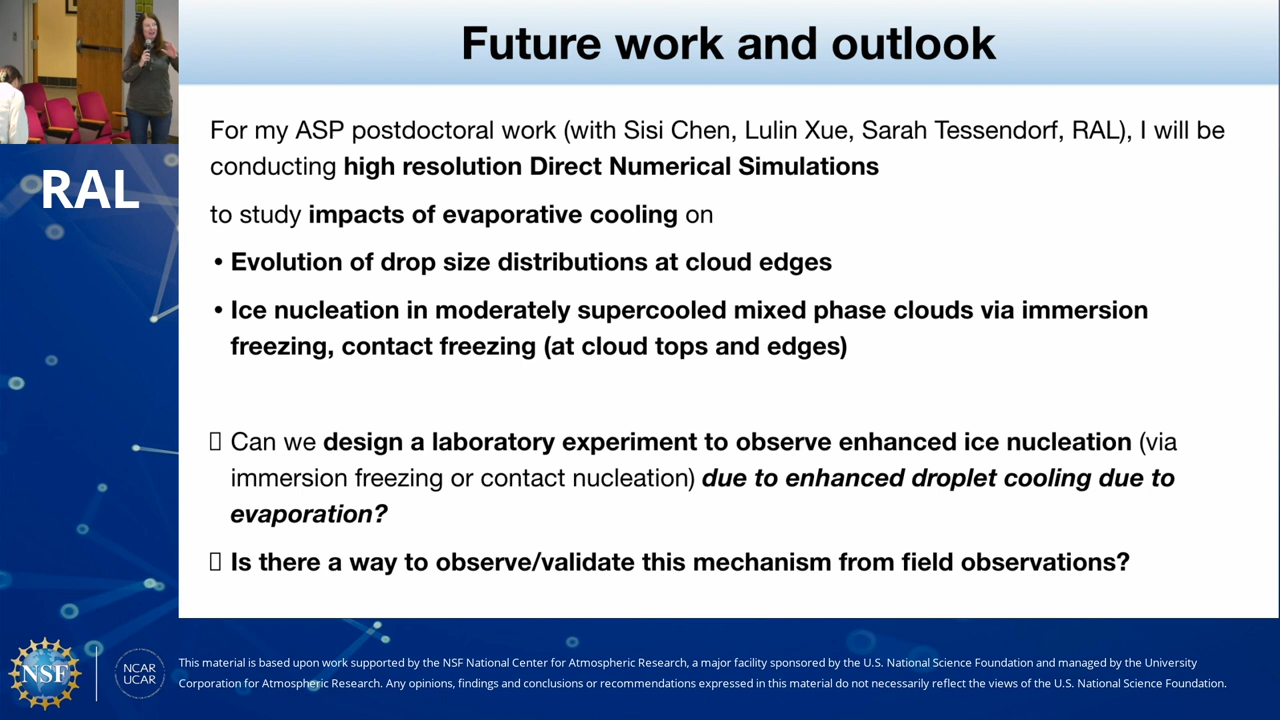 Future work and outlook
For my ASP postdoctoral work (with Sisi Chen, Lulin Xue, Sarah Tessendorf, RAL), I will be
conducting high resolution Direct Numerical Simulations
RAL
to study impacts of evaporative cooling on
• Evolution of drop size distributions at cloud edges
• Ice nucleation in moderately supercooled mixed phase clouds via immersion
freezing, contact freezing (at cloud tops and edges)
Can we design a laboratory experiment to observe enhanced ice nucleation (via
immersion freezing or contact nucleation) due to enhanced droplet cooling due to
evaporation?
Is there a way to observe/validate this mechanism from field observations?
NSF
NCAR
UCAR
This material is based upon work supported by the NSF National Center for Atmospheric Research, a major facility sponsored by the U.S. National Science Foundation and managed by the University
Corporation for Atmospheric Research. Any opinions, findings and conclusions or recommendations expressed in this material do not necessarily reflect the views of the U.S. National Science Foundation.